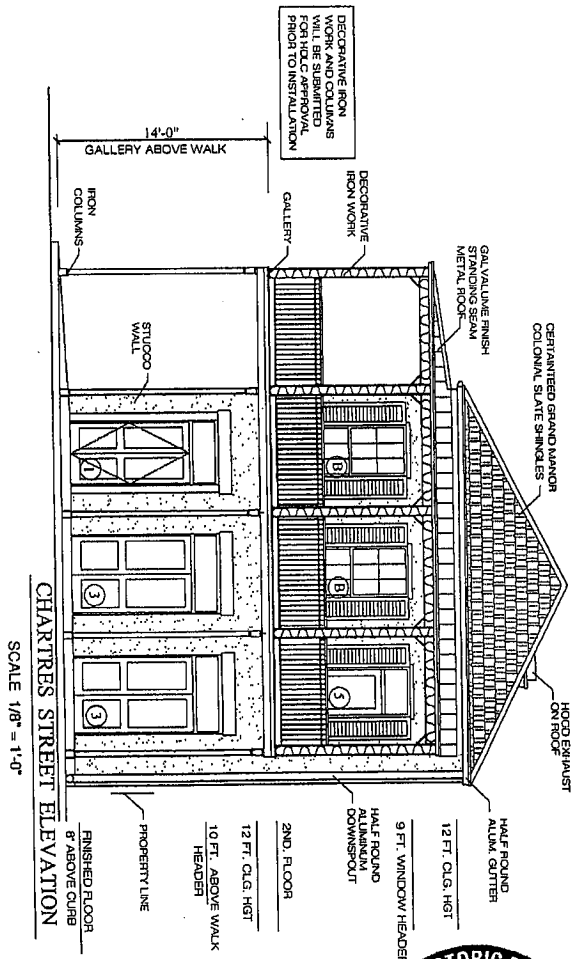 DECORATIVE IRON
WORK AND COLUMNS
WILL BE SUBMITTED
FOR HDLC APPROVAL
PRIOR TO INSTALLATION
CERTAINTEED GRAND MANOR
COLONIAL SLATE SHINGLES
GALVALUME FINISH
STANDING SEAM
METAL ROOF
DECORATIVE
IRON WORK
GALLERY
14'-0"
GALLERY ABOVE WALK
IRON
COLUMNS
STUCCO
WALL
HOOD EXHAUST
ON ROOF
HALF ROUND
ALUM. GUTTER
12 FT. CLG. HGT
9 FT. WINDOW HEADER
HALF ROUND
ALUMINUM
DOWNSPOUT
2ND. FLOOR
12 FT. CLG. HGT
10 FT. ABOVE WALK
HEADER
PROPERTY LINE
FINISHED FLOOR
8" ABOVE CURB
B
B
5
1
3
3
CHARTRES STREET ELEVATION
SCALE 1/8" = 1'-0"